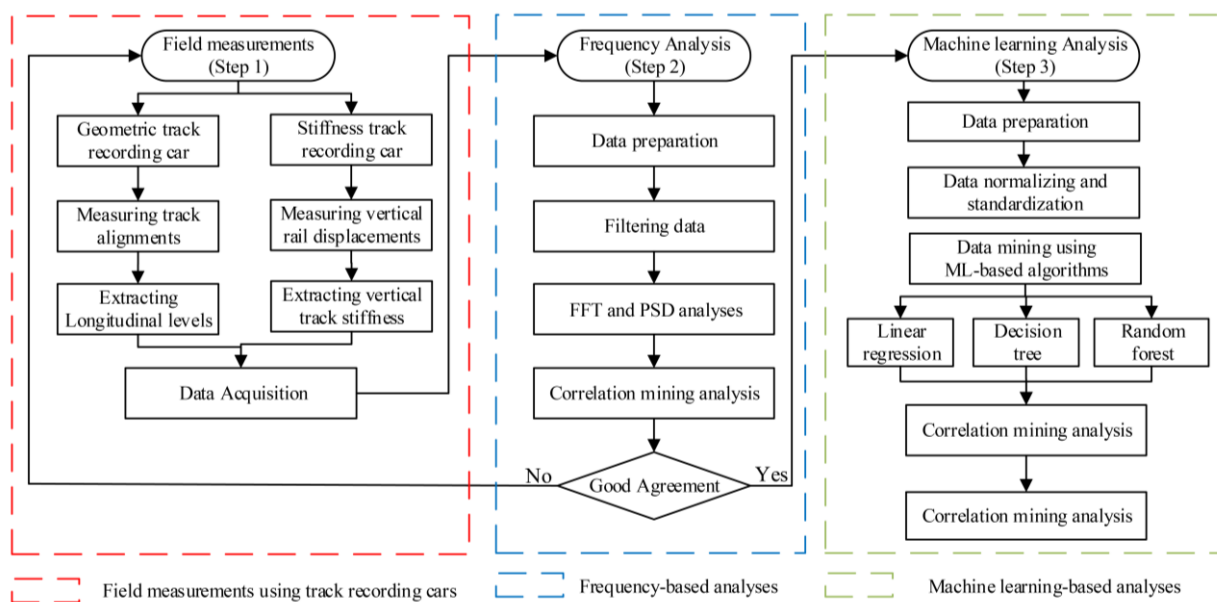 Field measurements
(Step 1)
Geometric track
recording car
Stiffness track
recording car
Measuring track
alignments
Measuring vertical
rail displacements
Extracting
Longitudinal levels
Extracting vertical
track stiffness
Data Acquisition
Frequency Analysis
(Step 2)
Data preparation
Filtering data
FFT and PSD analyses
Correlation mining analysis
Good Agreement
No
Yes
Machine learning Analysis
(Step 3)
Data preparation
Data normalizing and
standardization
Data mining using
ML-based algorithms
Linear
regression
Decision
tree
Random
forest
Correlation mining analysis
Correlation mining analysis
Field measurements using track recording cars
Frequency-based analyses
Machine learning-based analyses